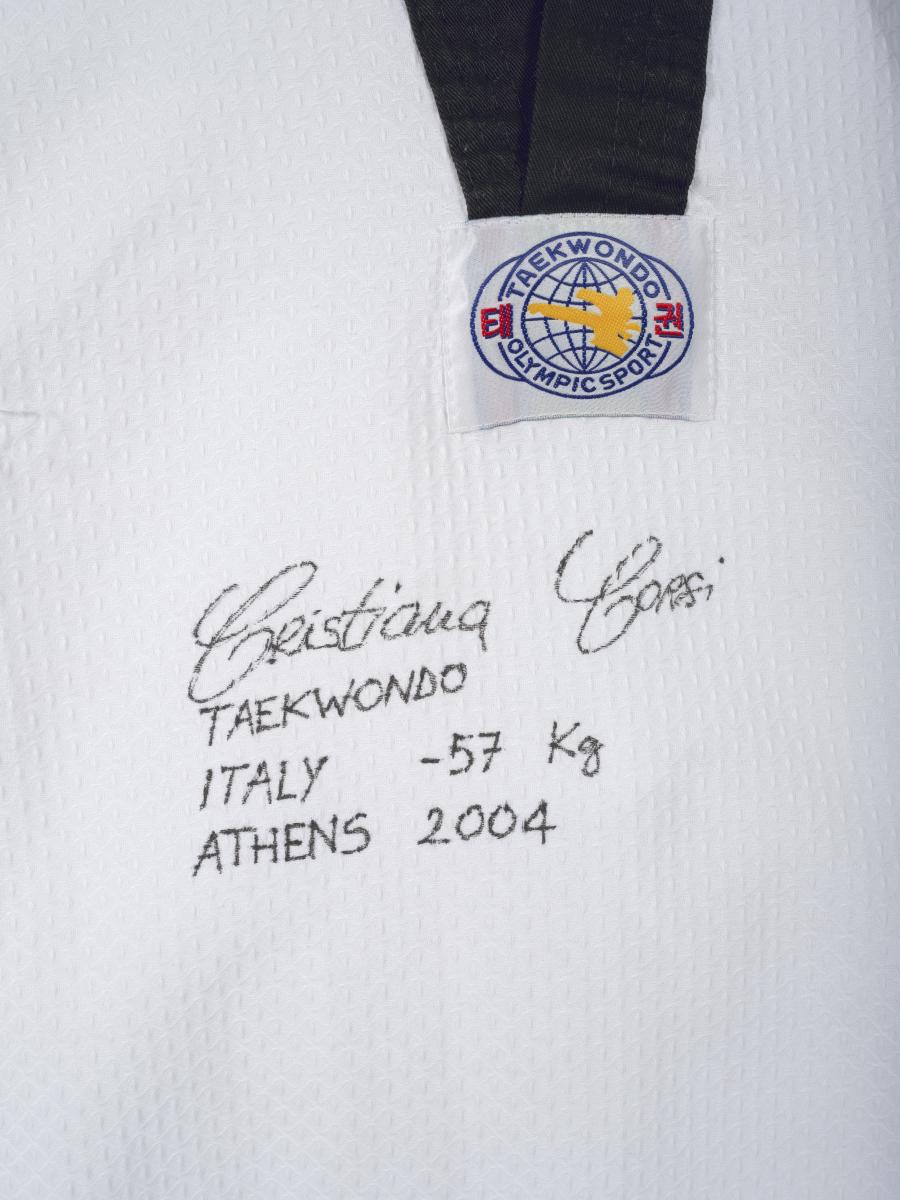 TAEKWONDO
태 권
OLYMPIC SPORT
Cristiana Corsi
TAEKWONDO
ITALY -57 Kg
ATHENS 2004